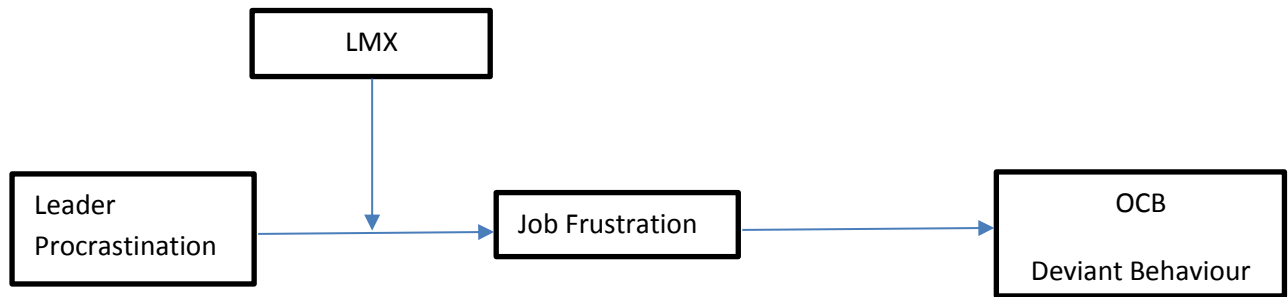 LMX
Leader
Procrastination
Job Frustration
OCB
Deviant Behaviour